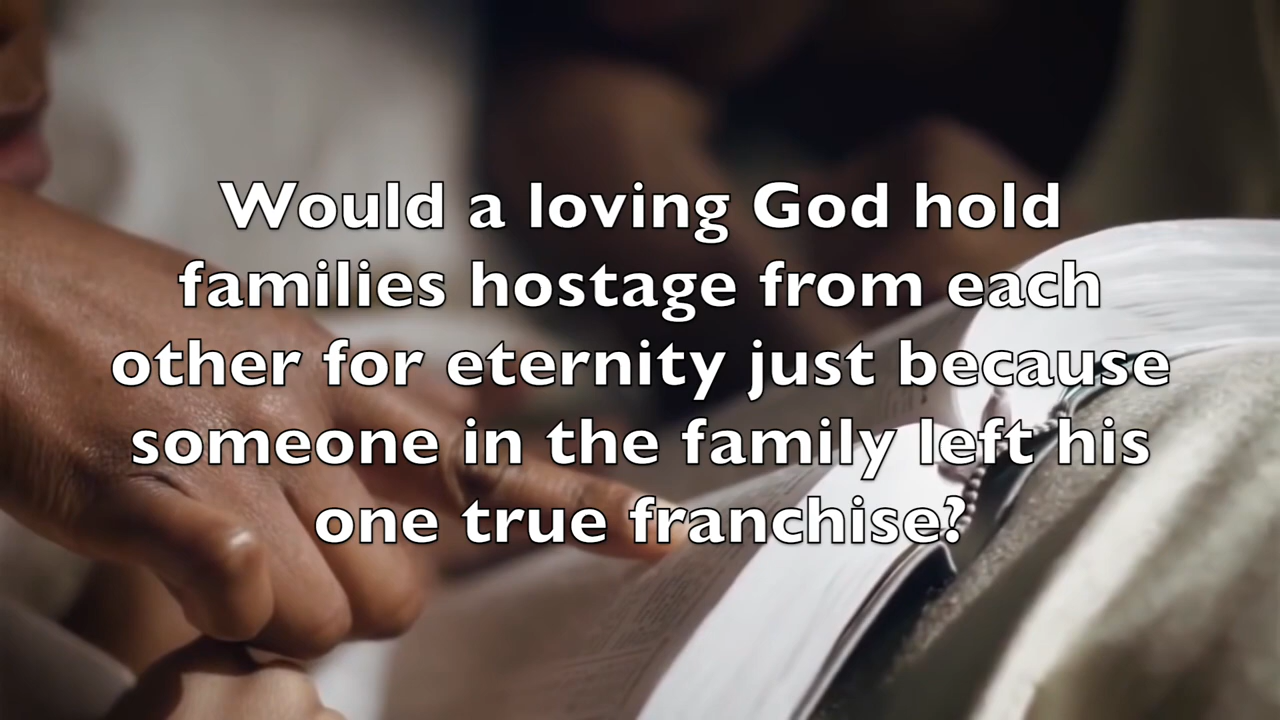 Would a loving God hold
families hostage from each
other for eternity just because
someone in the family left his
one true franchise?